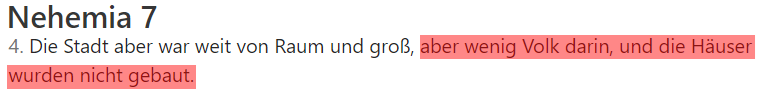 Nehemia 7
4. Die Stadt aber war weit von Raum und groß, aber wenig Volk darin, und die Häuser
wurden nicht gebaut.